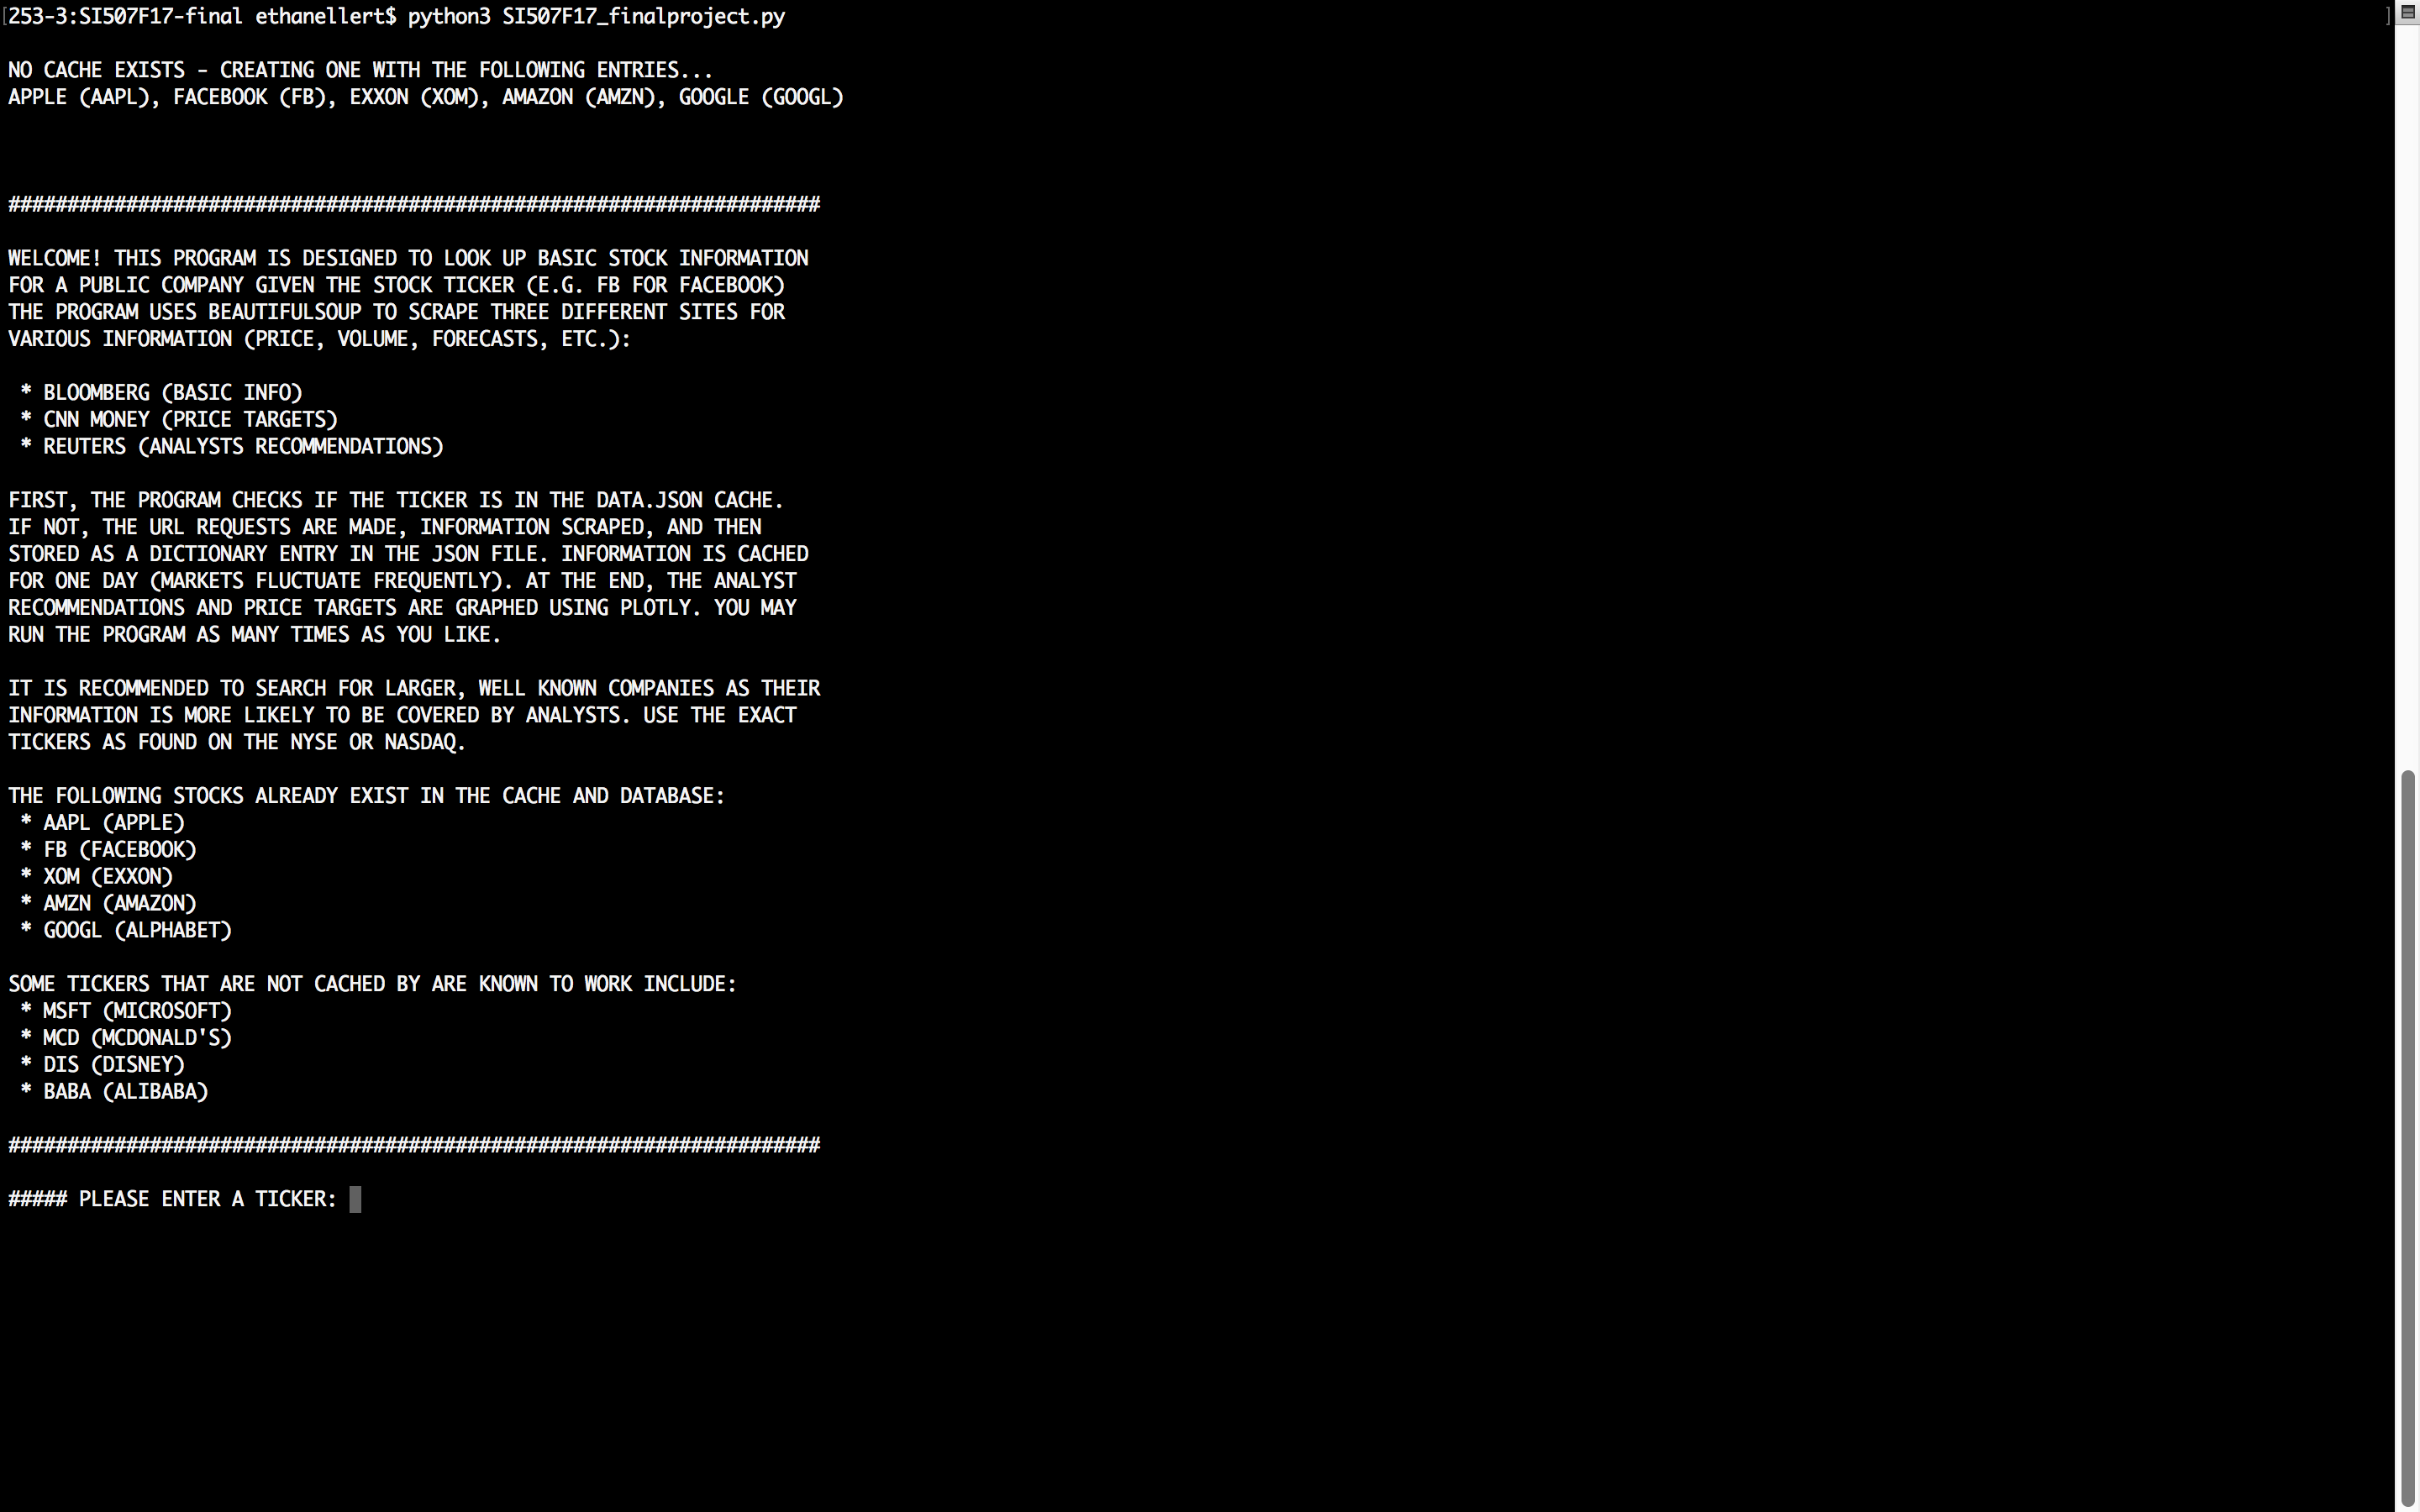 [253-3:SI507F17-final ethanellert$ python3 SI507F17_finalproject.py ]
NO CACHE EXISTS - CREATING ONE WITH THE FOLLOWING ENTRIES...
APPLE (AAPL), FACEBOOK (FB), EXXON (XOM), AMAZON (AMZN), GOOGLE (GOOGL)
#####################################################################
WELCOME! THIS PROGRAM IS DESIGNED TO LOOK UP BASIC STOCK INFORMATION
FOR A PUBLIC COMPANY GIVEN THE STOCK TICKER (E.G. FB FOR FACEBOOK)
THE PROGRAM USES BEAUTIFULSOUP TO SCRAPE THREE DIFFERENT SITES FOR
VARIOUS INFORMATION (PRICE, VOLUME, FORECASTS, ETC.):
* BLOOMBERG (BASIC INFO)
* CNN MONEY (PRICE TARGETS)
* REUTERS (ANALYSTS RECOMMENDATIONS)
FIRST, THE PROGRAM CHECKS IF THE TICKER IS IN THE DATA.JSON CACHE.
IF NOT, THE URL REQUESTS ARE MADE, INFORMATION SCRAPED, AND THEN
STORED AS A DICTIONARY ENTRY IN THE JSON FILE. INFORMATION IS CACHED
FOR ONE DAY (MARKETS FLUCTUATE FREQUENTLY). AT THE END, THE ANALYST
RECOMMENDATIONS AND PRICE TARGETS ARE GRAPHED USING PLOTLY. YOU MAY
RUN THE PROGRAM AS MANY TIMES AS YOU LIKE.
IT IS RECOMMENDED TO SEARCH FOR LARGER, WELL KNOWN COMPANIES AS THEIR
INFORMATION IS MORE LIKELY TO BE COVERED BY ANALYSTS. USE THE EXACT
TICKERS AS FOUND ON THE NYSE OR NASDAQ.
THE FOLLOWING STOCKS ALREADY EXIST IN THE CACHE AND DATABASE:
* AAPL (APPLE)
* FB (FACEBOOK)
* XOM (EXXON)
* AMZN (AMAZON)
* GOOGL (ALPHABET)
SOME TICKERS THAT ARE NOT CACHED BY ARE KNOWN TO WORK INCLUDE:
* MSFT (MICROSOFT)
* MCD (MCDONALD'S)
* DIS (DISNEY)
* BABA (ALIBABA)
#####################################################################
##### PLEASE ENTER A TICKER: